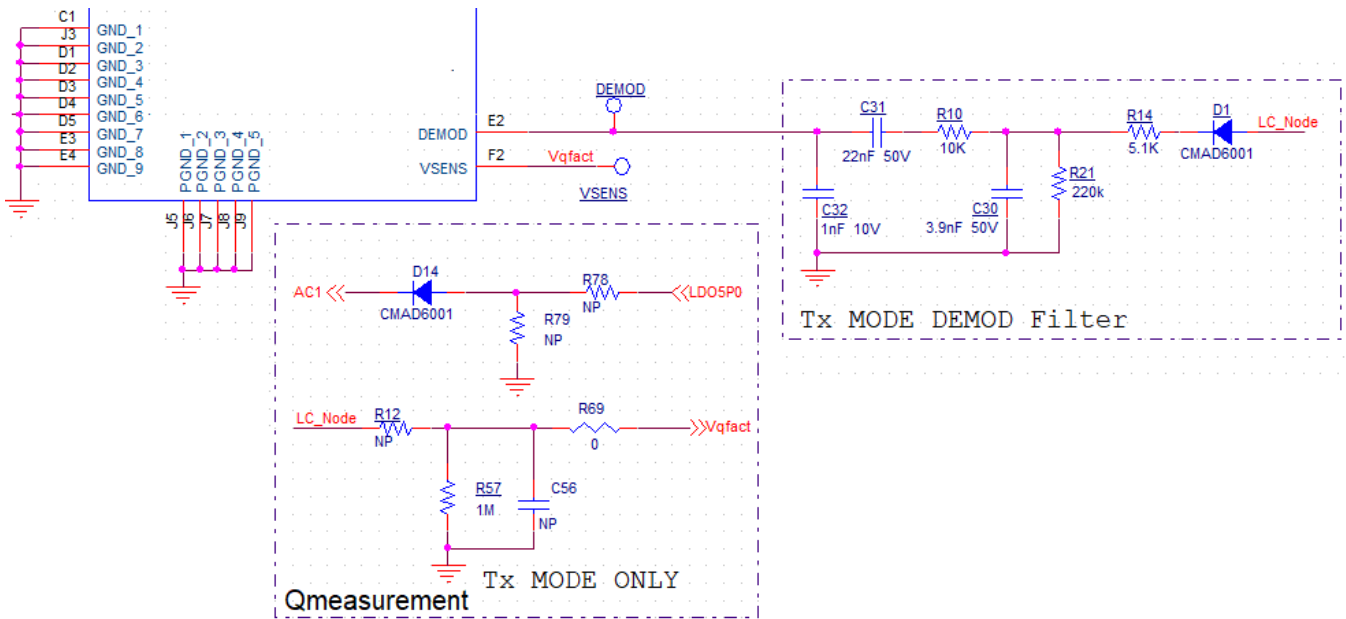 C1
GND_1
J3
GND_2
D1
GND_3
D2
GND_4
D3
GND_5
D4
GND_6
D5
GND_7
E3
GND_8
E4
GND_9
PGND_1
PGND_2
PGND_3
PGND_4
PGND_5
J5
J6
J7
J8
J9
DEMOD
E2
VSENS
F2
DEMOD
Vqfact
VSENS
C31
22nF 50V
R10
10K
R14
5.1K
D1
CMAD6001
LC_Node
C32
1nF 10V
C30
3.9nF 50V
R21
220k
Tx MODE DEMOD Filter
AC1
D14
CMAD6001
R78
NP
LDO5P0
R79
NP
LC_Node
R12
NP
R69
0
Vqfact
R57
1M
C56
NP
Tx MODE ONLY
Qmeasurement